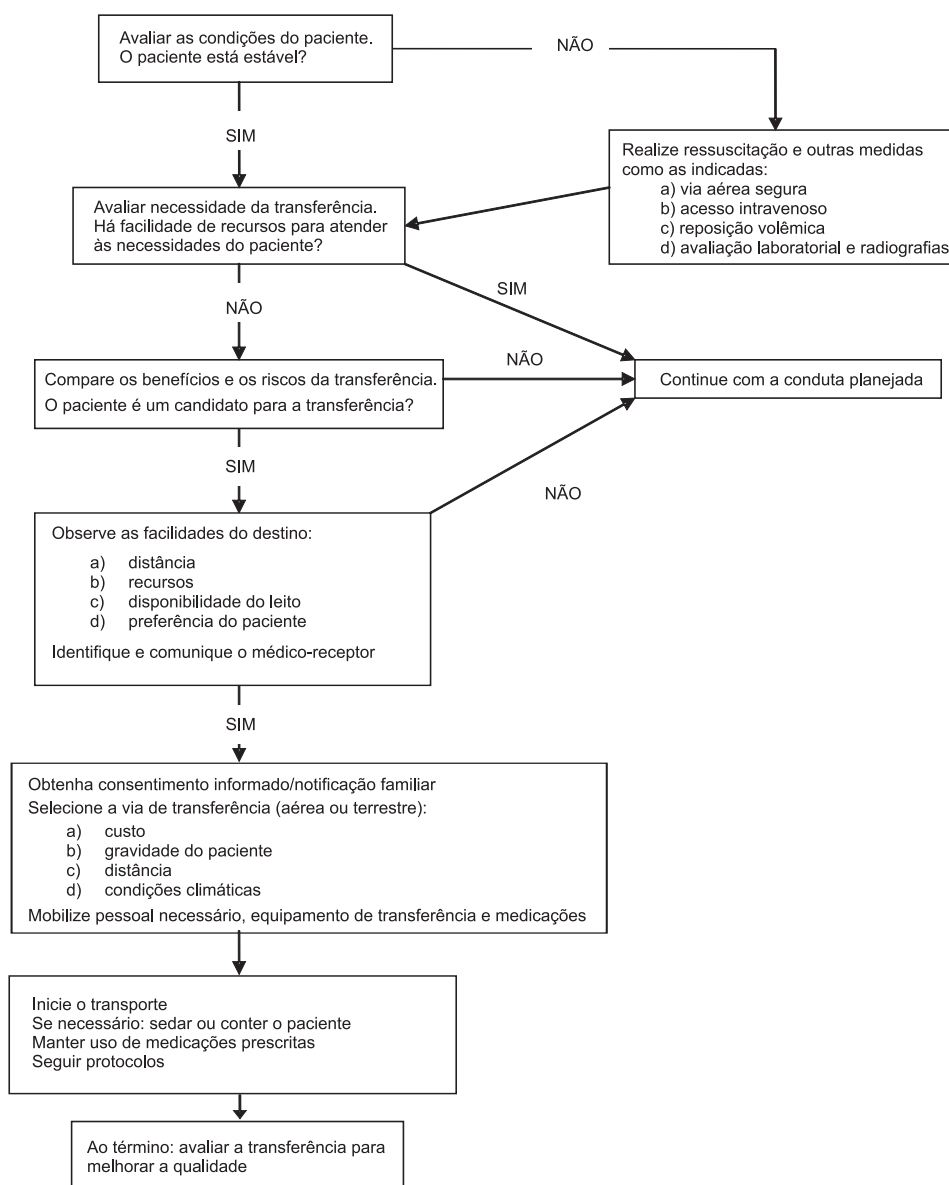 Avaliar as condições do paciente.
O paciente está estável?
NÃO
SIM
Realize ressuscitação e outras medidas
como as indicadas:
a) via aérea segura
b) acesso intravenoso
c) reposição volêmica
d) avaliação laboratorial e radiografias
Avaliar necessidade da transferência.
Há facilidade de recursos para atender
às necessidades do paciente?
SIM
NÃO
Compare os benefícios e os riscos da transferência.
O paciente é um candidato para a transferência?
NÃO
Continue com a conduta planejada
SIM
NÃO
Observe as facilidades do destino:
a) distância
b) recursos
c) disponibilidade do leito
d) preferência do paciente
Identifique e comunique o médico-receptor
SIM
Obtenha consentimento informado/notificação familiar
Selecione a via de transferência (aérea ou terrestre):
a) custo
b) gravidade do paciente
c) distância
d) condições climáticas
Mobilize pessoal necessário, equipamento de transferência e medicações
Inicie o transporte
Se necessário: sedar ou conter o paciente
Manter uso de medicações prescritas
Seguir protocolos
Ao término: avaliar a transferência para
melhorar a qualidade